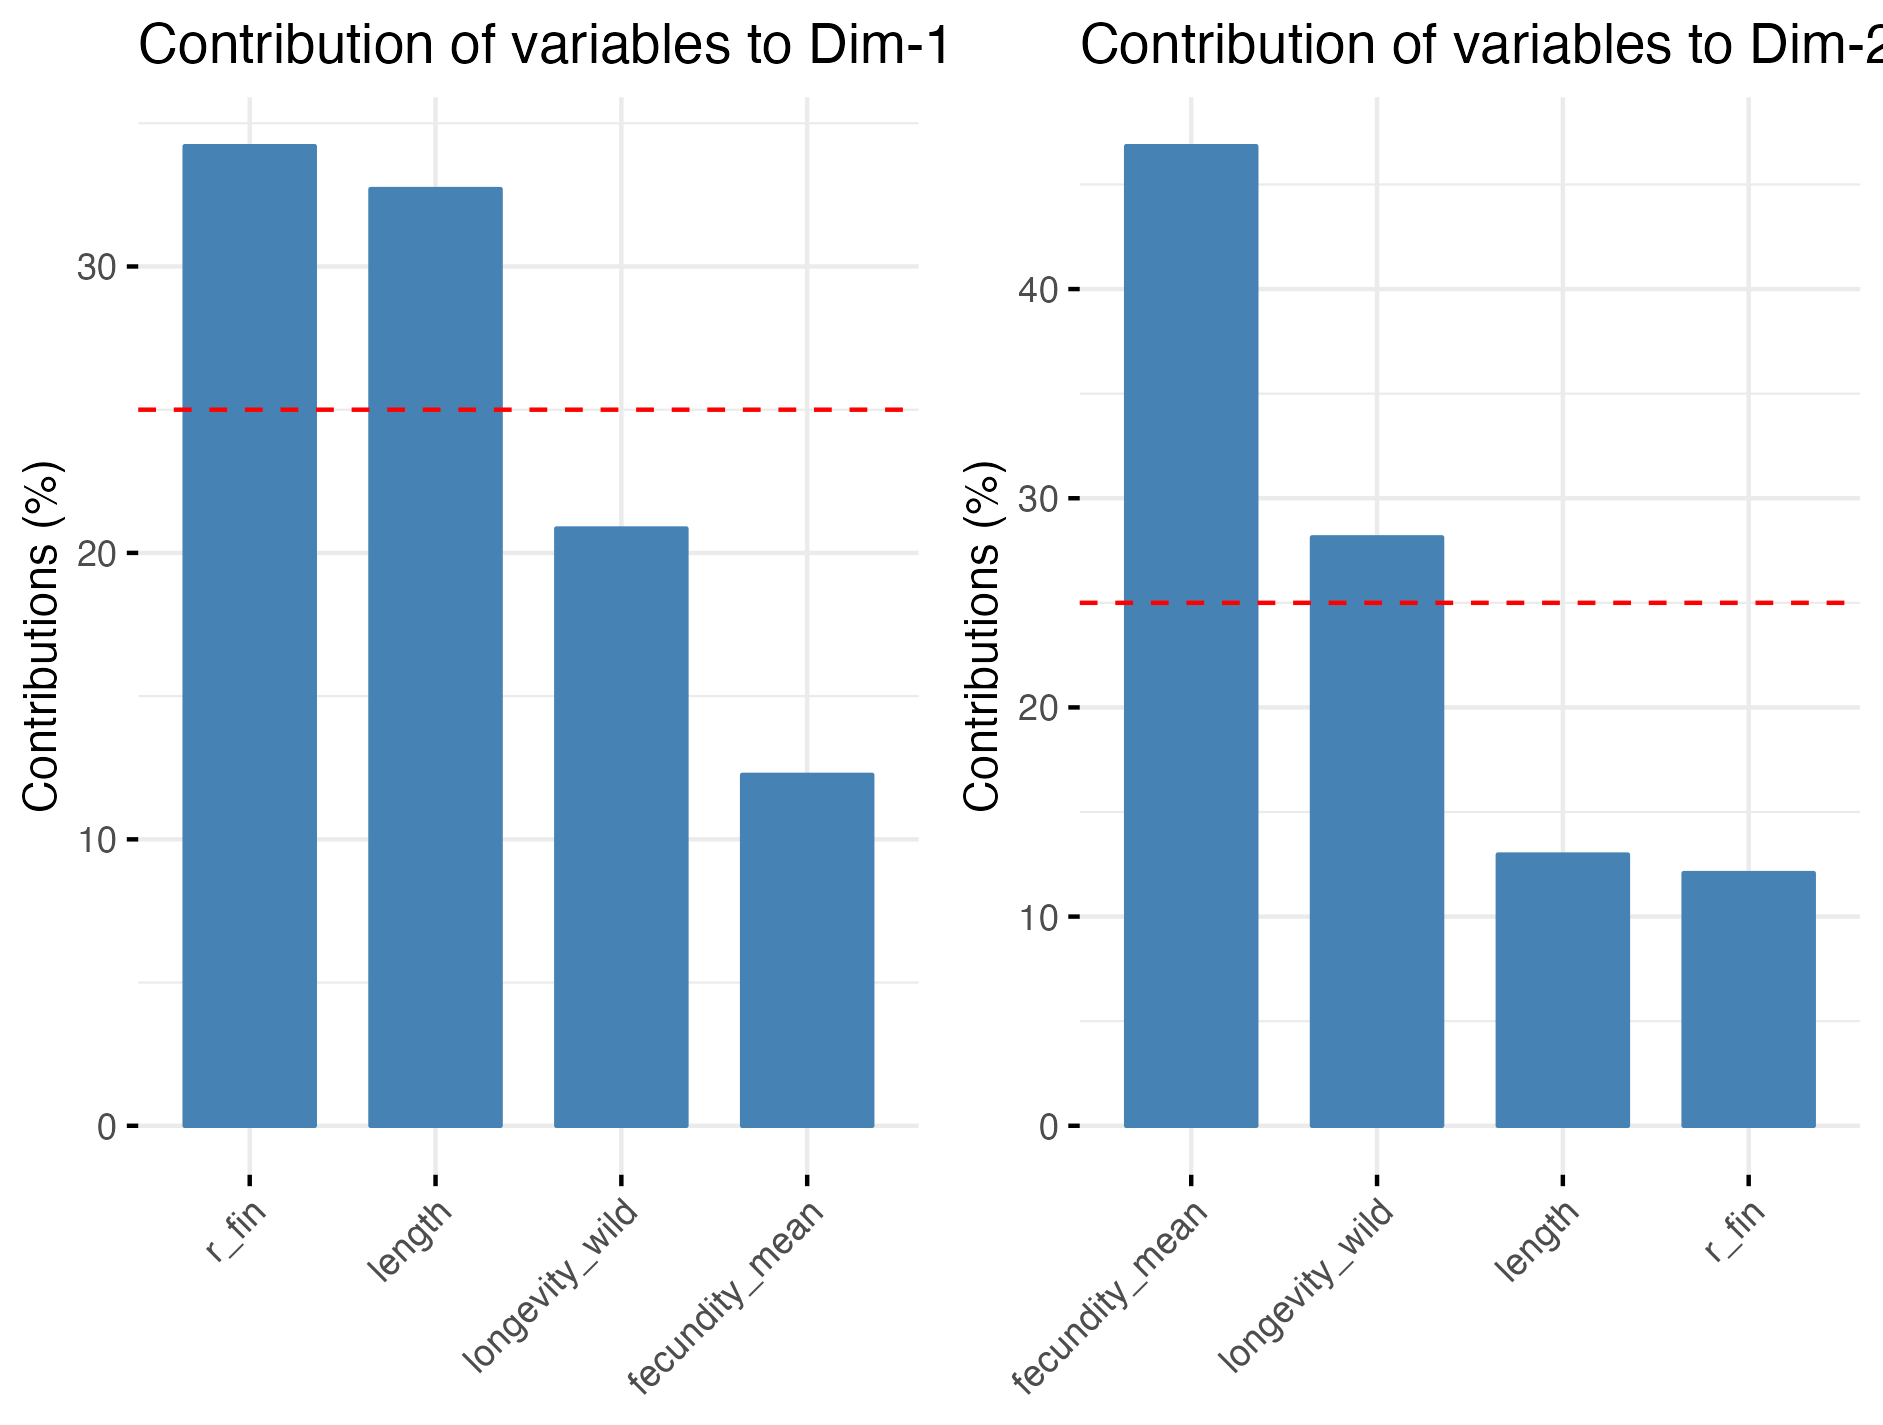 Contribution of variables to Dim-1
Contributions (%)
30
20
10
0
r_fin
length
longevity_wild
fecundity_mean
Contribution of variables to Dim-2
Contributions (%)
40
30
20
10
0
fecundity_mean
longevity_wild
length
r_fin